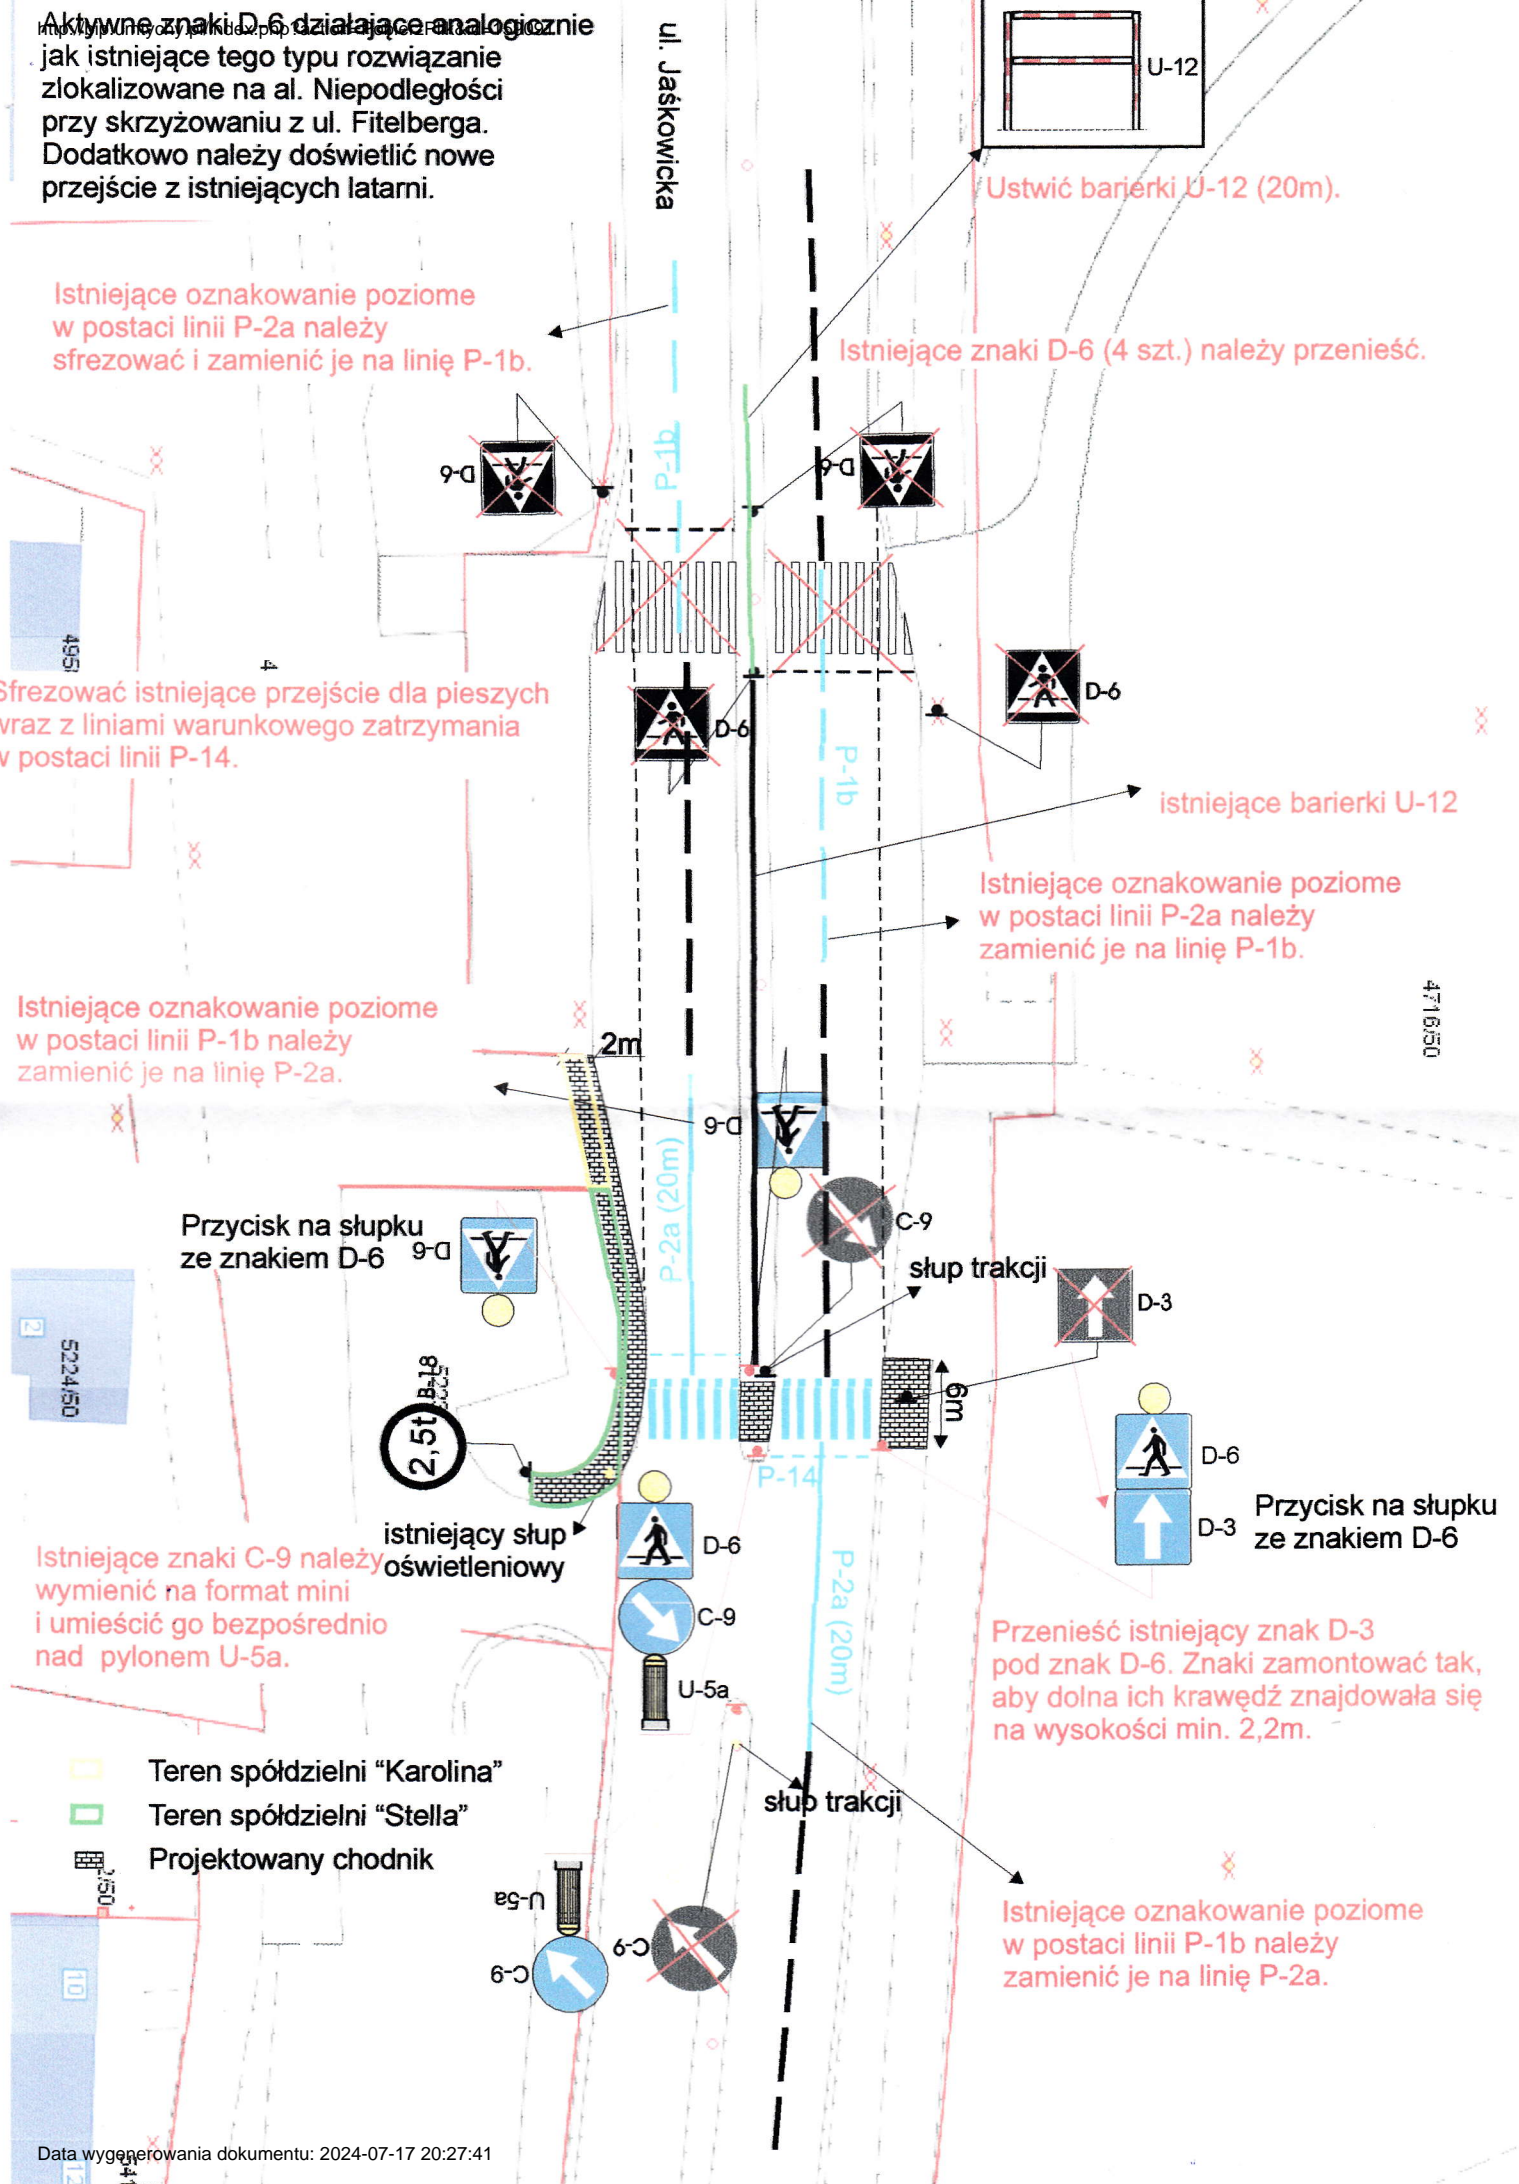 Aktywne znaki D-6 działające analogicznie
jak istniejące tego typu rozwiązanie
zlokalizowane na al. Niepodległości
przy skrzyżowaniu z ul. Fitelberga.
Dodatkowo należy doświetlić nowe
przejście z istniejących latarni.
ul. Jaśkowicka
U-12
Ustwić barierki U-12 (20m).
Istniejące oznakowanie poziome
w postaci linii P-2a należy
sfrezować i zamienić je na linię P-1b.
Istniejące znaki D-6 (4 szt.) należy przenieść.
D-6
P-1b
D-6
4
Sfrezować istniejące przejście dla pieszych
wraz z liniami warunkowego zatrzymania
w postaci linii P-14.
D-6
D-6
P-1b
istniejące barierki U-12
Istniejące oznakowanie poziome
w postaci linii P-2a należy
zamienić je na linię P-1b.
4716/50
Istniejące oznakowanie poziome
w postaci linii P-1b należy
zamienić je na linię P-2a.
2m
D-6
P-2a (20m)
C-9
Przycisk na słupku
ze znakiem D-6
D-6
słup trakcji
D-3
2
5224/50
B-18
2,5t
6m
P-14
D-6
D-3
Przycisk na słupku
ze znakiem D-6
istniejący słup
oświetleniowy
D-6
C-9
U-5a
P-2a (20m)
Istniejące znaki C-9 należy
wymienić na format mini
i umieścić go bezpośrednio
nad pylonem U-5a.
Przenieść istniejący znak D-3
pod znak D-6. Znaki zamontować tak,
aby dolna ich krawędź znajdowała się
na wysokości min. 2,2m.
Teren spółdzielni “Karolina”
Teren spółdzielni “Stella”
Projektowany chodnik
słup trakcji
U-5a
C-9
C-9
Istniejące oznakowanie poziome
w postaci linii P-1b należy
zamienić je na linię P-2a.
10
12
Data wygenerowania dokumentu: 2024-07-17 20:27:41